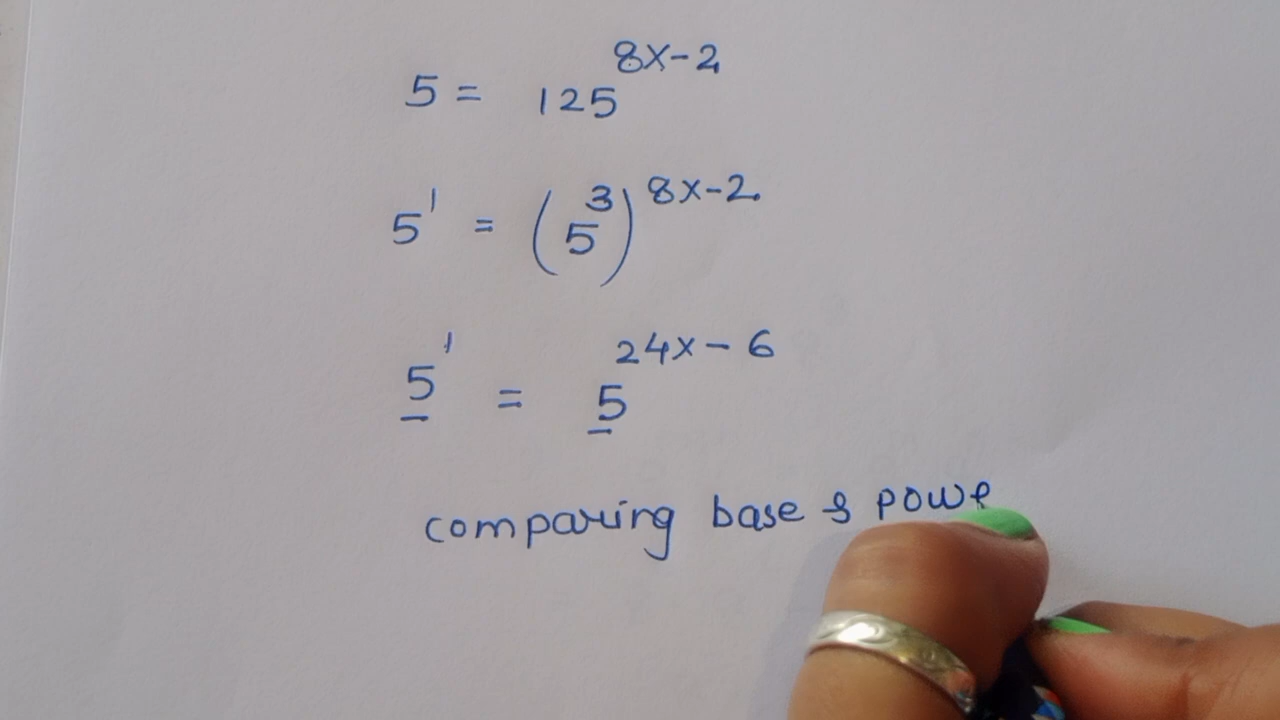 5 = 125^{8x-2}
5^1 = (5^3)^{8x-2}
5^1 = 5^{24x-6}
comparing base & powe